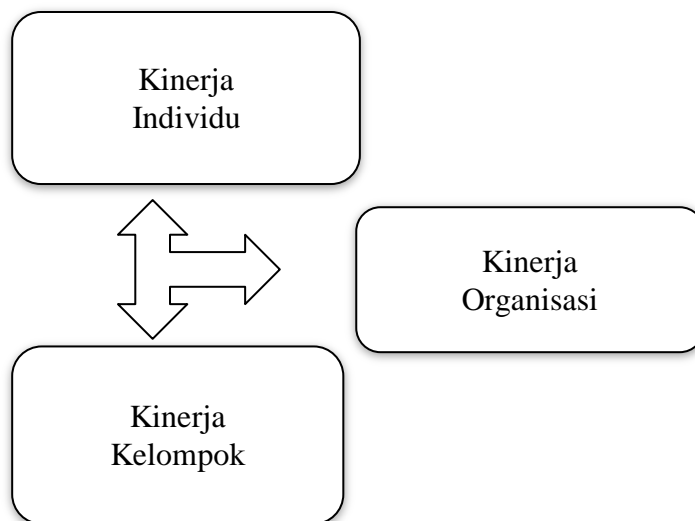 Kinerja
Individu
Kinerja
Organisasi
Kinerja
Kelompok